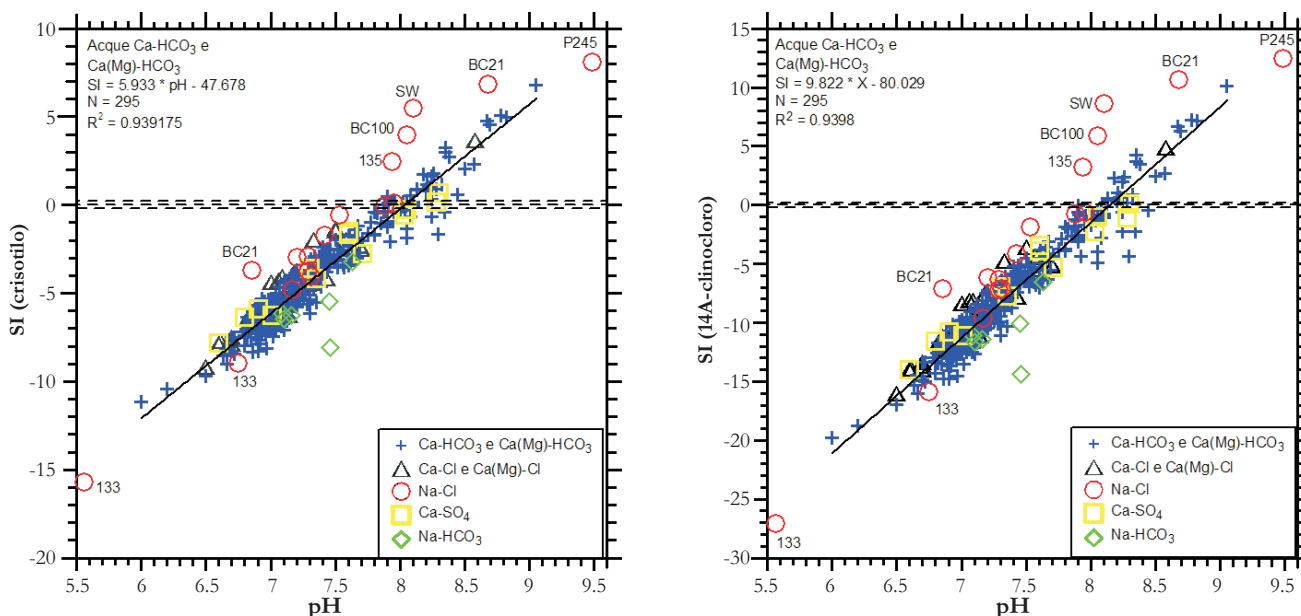 10
5
0
-5
-10
-15
-20
5.5
6
6.5
7
7.5
8
8.5
9
9.5
pH
SI (crisotilo)
Acque Ca-HCO₃ e
Ca(Mg)-HCO₃
SI = 5.933 * pH - 47.678
N = 295
R² = 0.939175
P245
BC21
SW
BC100
135
BC21
133
133
Ca-HCO₃ e Ca(Mg)-HCO₃
Ca-Cl e Ca(Mg)-Cl
Na-Cl
Ca-SO₄
Na-HCO₃
15
10
5
0
-5
-10
-15
-20
-25
-30
5.5
6
6.5
7
7.5
8
8.5
9
9.5
pH
SI (14A-clinocloro)
Acque Ca-HCO₃ e
Ca(Mg)-HCO₃
SI = 9.822 * X - 80.029
N = 295
R² = 0.9398
P245
BC21
SW
BC100
135
BC21
133
133
Ca-HCO₃ e Ca(Mg)-HCO₃
Ca-Cl e Ca(Mg)-Cl
Na-Cl
Ca-SO₄
Na-HCO₃